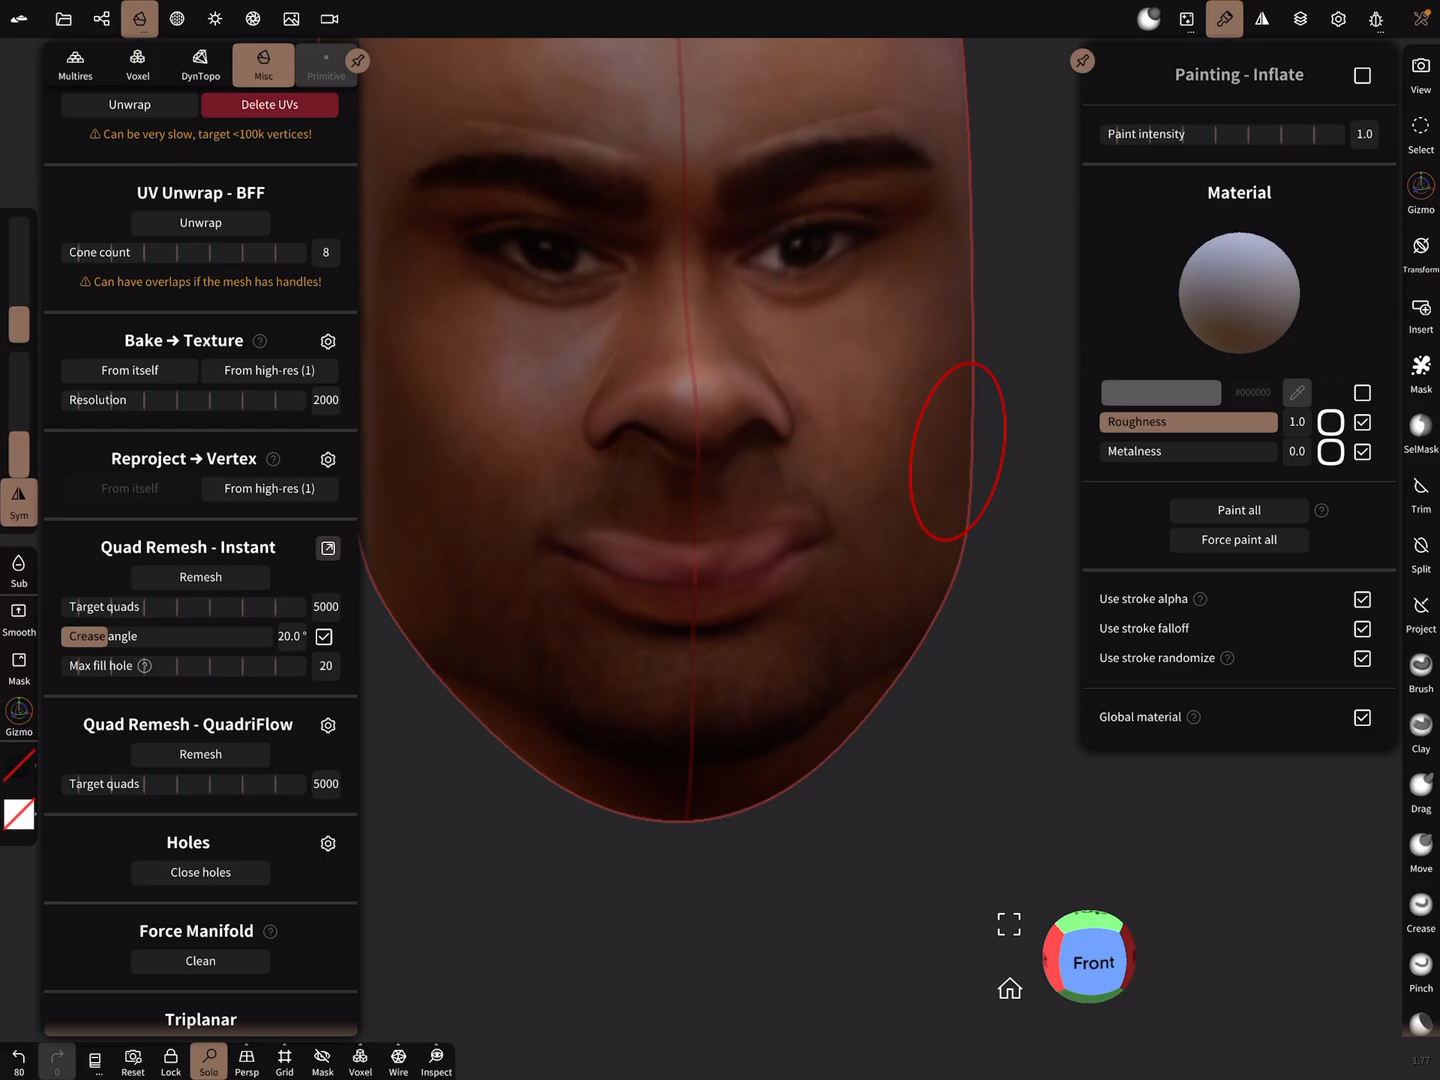 Multires
Voxel
DynTopo
Misc
Primitive
Unwrap
Delete UVs
Can be very slow, target <100k vertices!
UV Unwrap - BFF
Unwrap
Cone count 8
Can have overlaps if the mesh has handles!
Bake → Texture ?
From itself
From high-res (1)
Resolution 2000
Reproject → Vertex ?
From itself
From high-res (1)
Quad Remesh - Instant
Remesh
Target quads 5000
Crease angle 20.0 °
Max fill hole ? 20
Quad Remesh - QuadriFlow
Remesh
Target quads 5000
Holes
Close holes
Force Manifold ?
Clean
Triplanar
Sym
Sub
Smooth
Mask
Gizmo
80
0
...
Reset
Lock
Solo
Persp
Grid
Mask
Voxel
Wire
Inspect
Front
Painting - Inflate
Paint intensity 1.0
Material
#000000
Roughness 1.0
Metalness 0.0
Paint all ?
Force paint all
Use stroke alpha ?
Use stroke falloff
Use stroke randomize ?
Global material ?
View
Select
Gizmo
Transform
Insert
Mask
SelMask
Trim
Split
Project
Brush
Clay
Drag
Move
Crease
Pinch
1.77